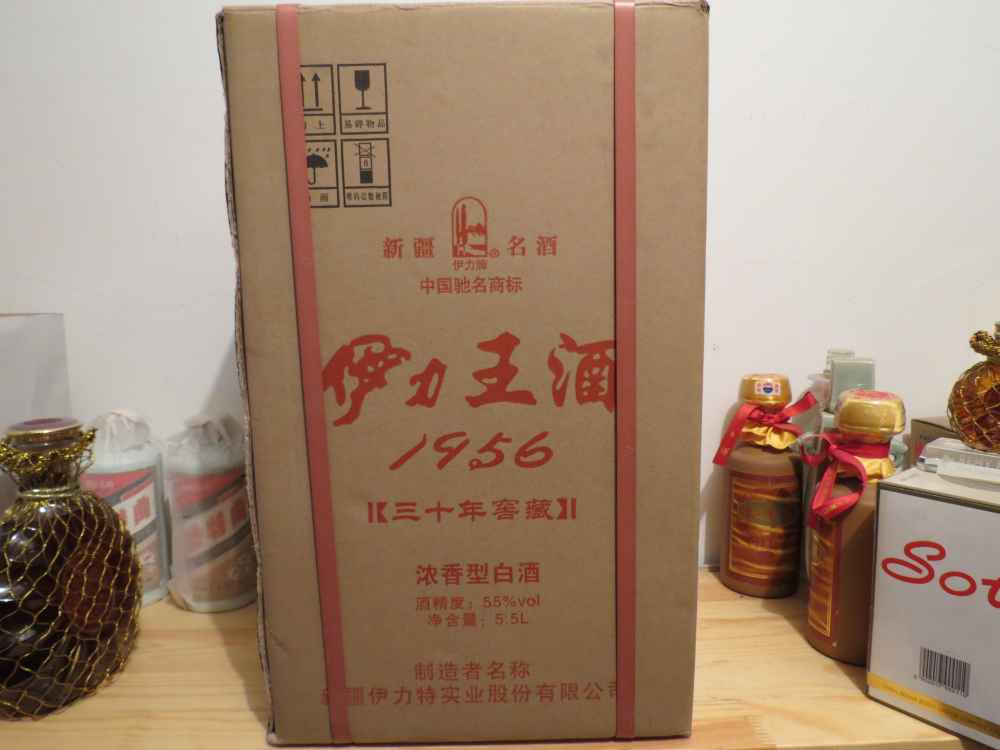 上
易碎物品
新疆 名酒
®
伊力牌
中国驰名商标
伊力王酒
1956
【三十年窖藏】
浓香型白酒
酒精度：55%vol
净含量：5.5L
制造者名称
新疆伊力特实业股份有限公司
Sot